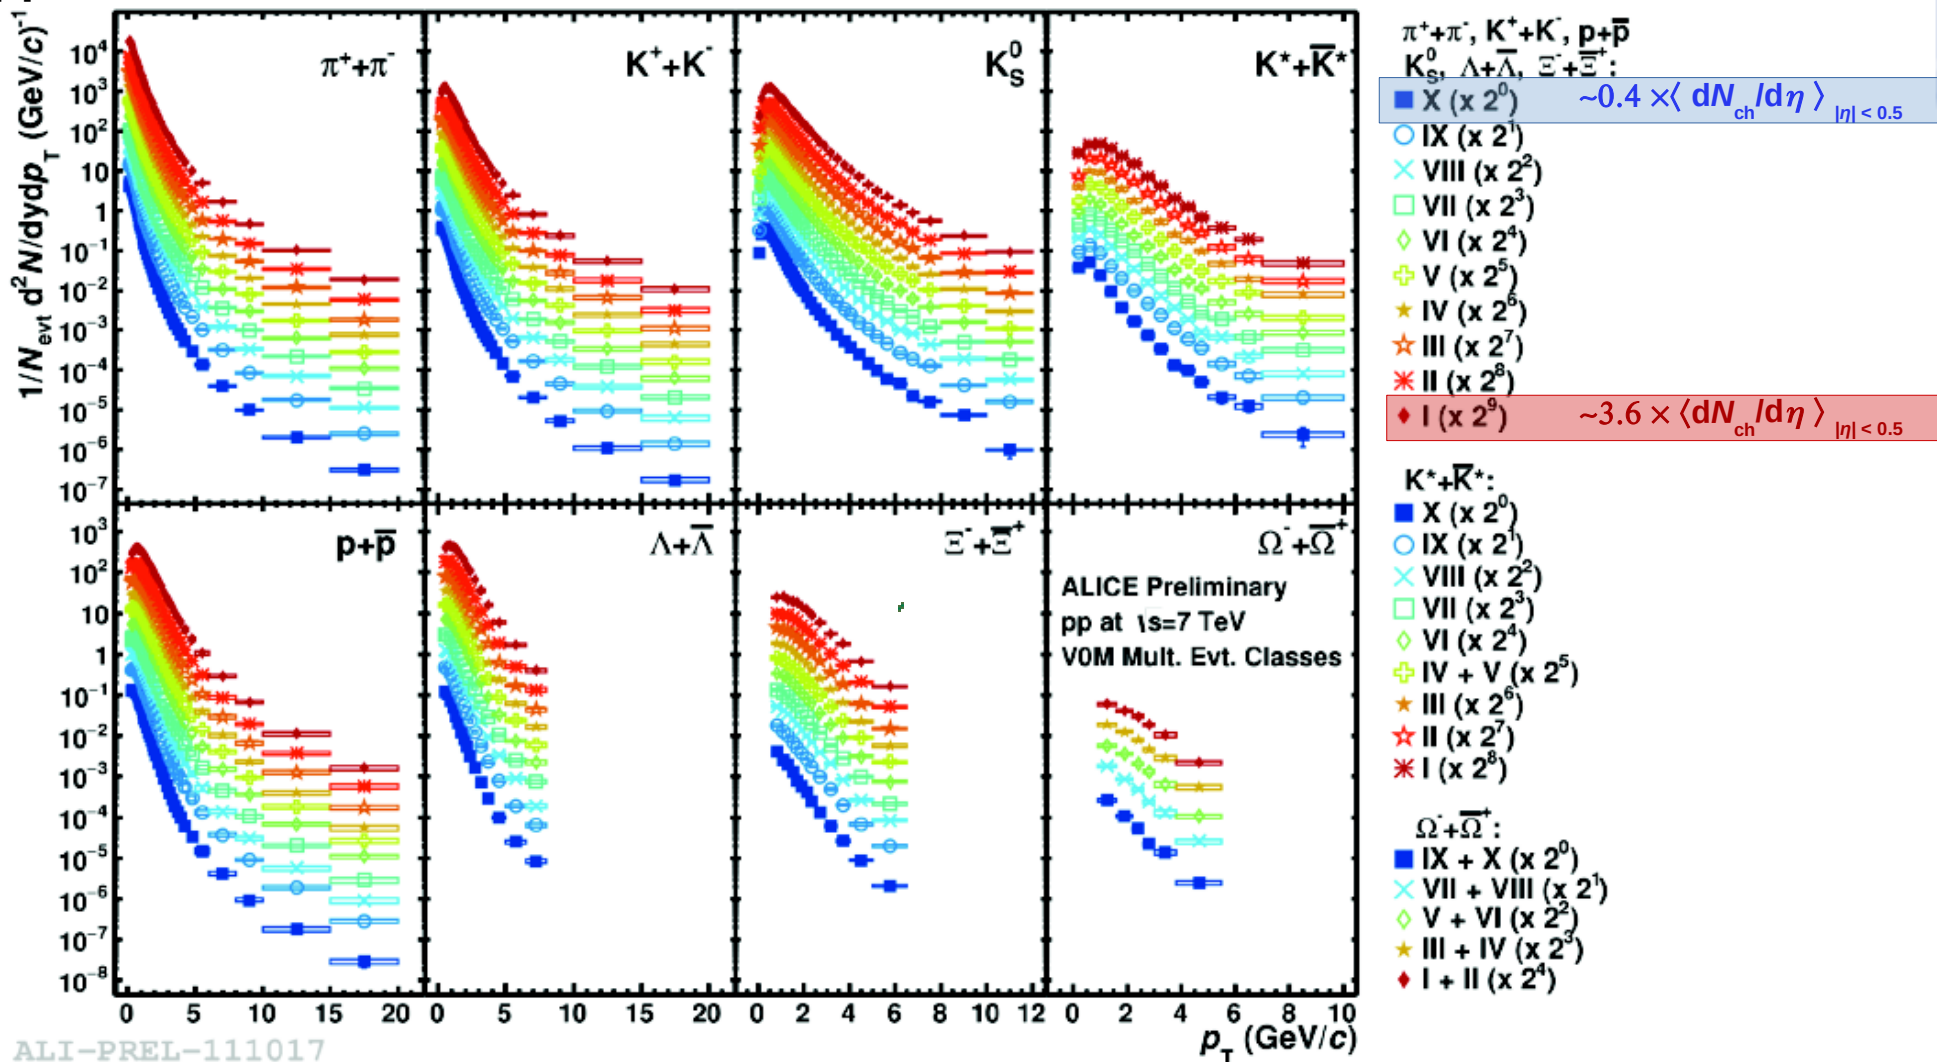 1/N_evt d²N/dydp_T (GeV/c)⁻¹
10⁴
10³
10²
10
1
10⁻¹
10⁻²
10⁻³
10⁻⁴
10⁻⁵
10⁻⁶
10⁻⁷
π⁺+π⁻
K⁺+K⁻
K⁰_S
K*+K̅*
10³
10²
10
1
10⁻¹
10⁻²
10⁻³
10⁻⁴
10⁻⁵
10⁻⁶
10⁻⁷
10⁻⁸
p+p̅
Λ+Λ̅
Ξ⁻+Ξ̅⁺
Ω⁻+Ω̅⁺
ALICE Preliminary
pp at √s=7 TeV
V0M Mult. Evt. Classes
0 5 10 15 20
0 5 10 15 20
0 2 4 6 8 10 12
0 2 4 6 8 10
p_T (GeV/c)
ALI-PREL-111017
π⁺+π⁻, K⁺+K⁻, p+p̅
K⁰_S, Λ+Λ̅, Ξ⁻+Ξ̅⁺:
X (x 2⁰) ~0.4 ×⟨ dN_ch/dη ⟩ |η| < 0.5
IX (x 2¹)
VIII (x 2²)
VII (x 2³)
VI (x 2⁴)
V (x 2⁵)
IV (x 2⁶)
III (x 2⁷)
II (x 2⁸)
I (x 2⁹) ~3.6 × ⟨dN_ch/dη ⟩ |η| < 0.5
K*+K̅*:
X (x 2⁰)
IX (x 2¹)
VIII (x 2²)
VII (x 2³)
VI (x 2⁴)
IV + V (x 2⁵)
III (x 2⁶)
II (x 2⁷)
I (x 2⁸)
Ω⁻+Ω̅⁺:
IX + X (x 2⁰)
VII + VIII (x 2¹)
V + VI (x 2²)
III + IV (x 2³)
I + II (x 2⁴)